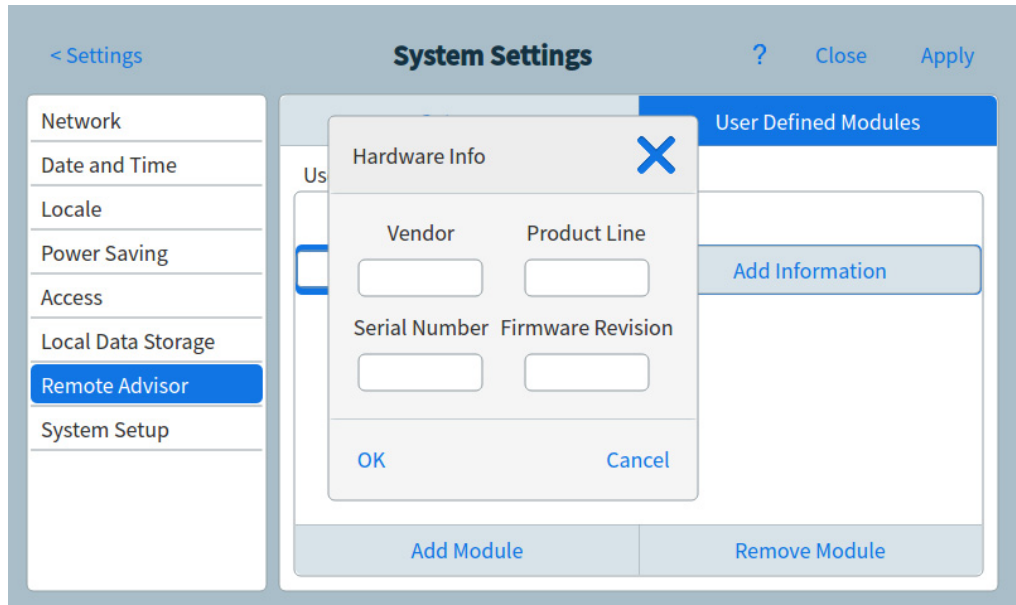 < Settings System Settings ? Close Apply
Network
Date and Time
Locale
Power Saving
Access
Local Data Storage
Remote Advisor
System Setup
User Defined Modules
Us
Hardware Info
Vendor Product Line
Serial Number Firmware Revision
OK Cancel
Add Information
Add Module Remove Module